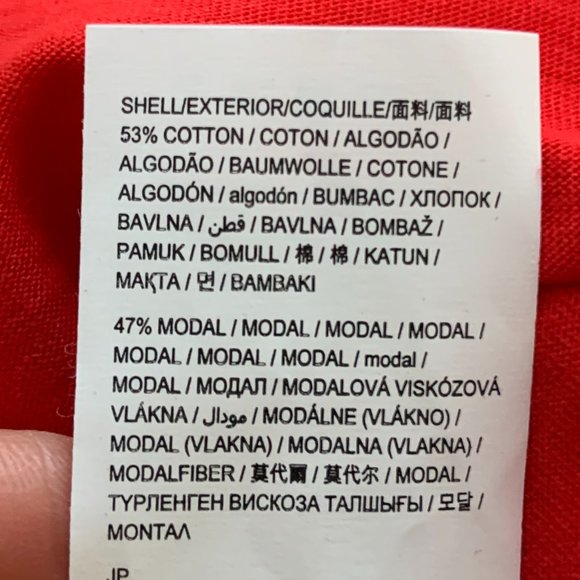 SHELL/EXTERIOR/COQUILLE/面料/面料
53% COTTON / COTON / ALGODÃO /
ALGODÃO / BAUMWOLLE / COTONE /
ALGODÓN / algodón / BUMBAC / ХЛОПОК /
BAVLNA / قطن / BAVLNA / BOMBAŽ /
PAMUK / BOMULL / 棉 / 棉 / KATUN /
МАҚТА / 면 / BAMBAKI
47% MODAL / MODAL / MODAL / MODAL /
MODAL / MODAL / MODAL / modal /
MODAL / МОДАЛ / MODALOVÁ VISKÓZOVÁ
VLÁKNA / مودال / MODÁLNE (VLÁKNO) /
MODAL (VLAKNA) / MODALNA (VLAKNA) /
MODALFIBER / 莫代爾 / 莫代尔 / MODAL /
ТҮРЛЕНГЕН ВИСКОЗА ТАЛШЫҒЫ / 모달 /
ΜΟΝΤΑΛ
JP